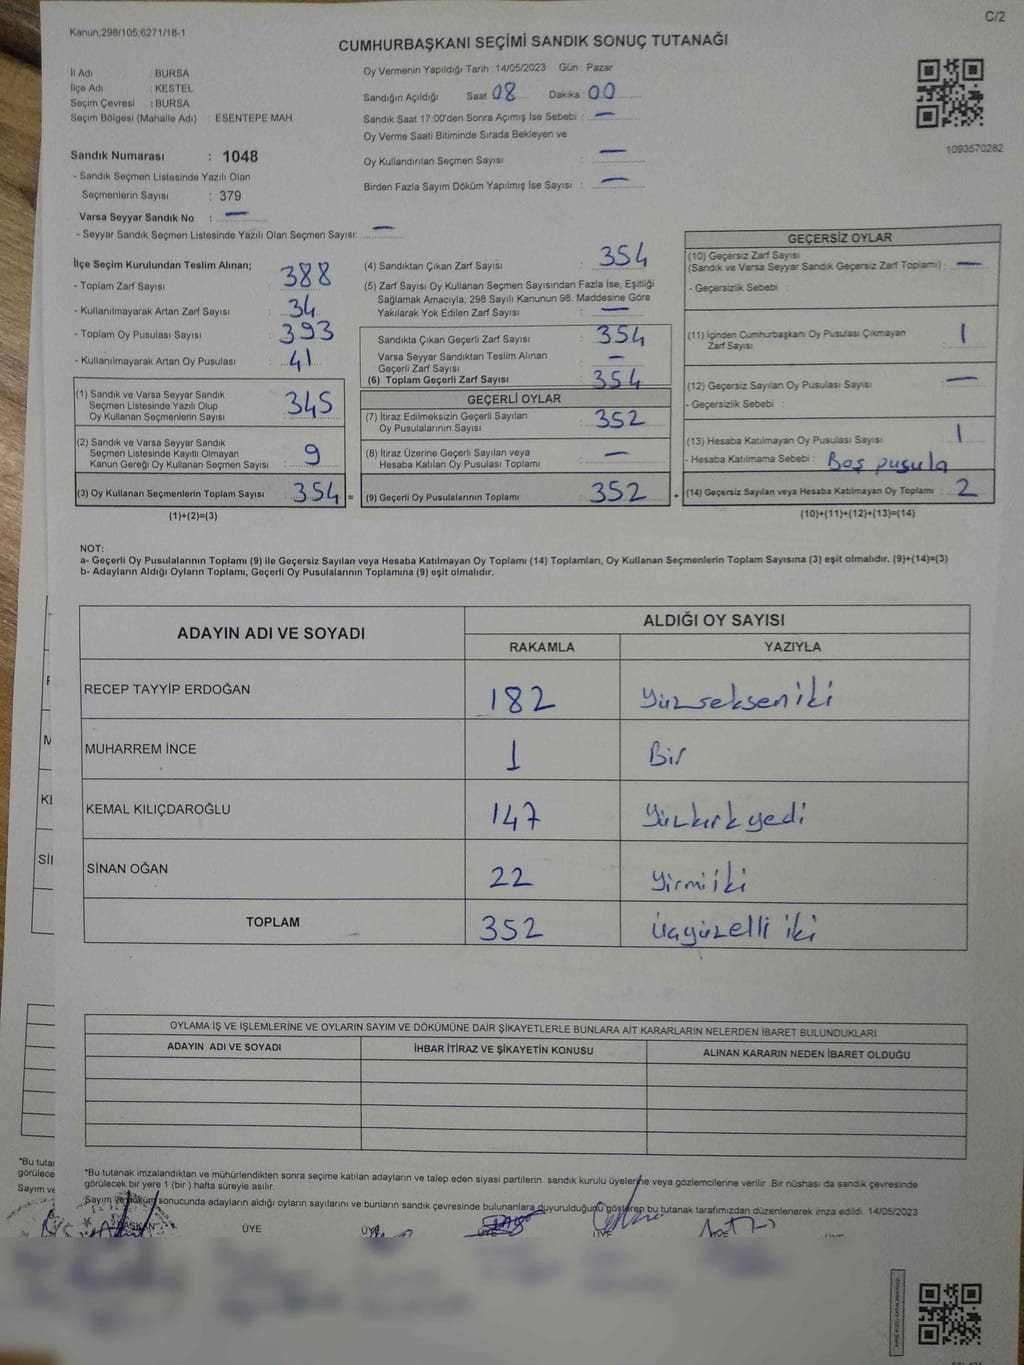 C/2
Kanun;298/105;6271/18-1
CUMHURBAŞKANI SEÇİMİ SANDIK SONUÇ TUTANAĞI
İl Adı : BURSA
İlçe Adı : KESTEL
Seçim Çevresi : BURSA
Seçim Bölgesi (Mahalle Adı) : ESENTEPE MAH
Sandık Numarası : 1048
- Sandık Seçmen Listesinde Yazılı Olan
Seçmenlerin Sayısı : 379
Varsa Seyyar Sandık No : —
- Seyyar Sandık Seçmen Listesinde Yazılı Olan Seçmen Sayısı: —
Oy Vermenin Yapıldığı Tarih : 14/05/2023 Gün : Pazar
Sandığın Açıldığı Saat 08 Dakika : 00
Sandık Saat 17:00'den Sonra Açımış İse Sebebi : —
Oy Verme Saati Bitiminde Sırada Bekleyen ve
Oy Kullandırılan Seçmen Sayısı : —
Birden Fazla Sayım Döküm Yapılmış İse Sayısı : —
1093570282
İlçe Seçim Kurulundan Teslim Alınan;
- Toplam Zarf Sayısı : 388
- Kullanılmayarak Artan Zarf Sayısı : 34
- Toplam Oy Pusulası Sayısı : 393
- Kullanılmayarak Artan Oy Pusulası : 41
(1) Sandık ve Varsa Seyyar Sandık
Seçmen Listesinde Yazılı Olup
Oy Kullanan Seçmenlerin Sayısı : 345
(2) Sandık ve Varsa Seyyar Sandık
Seçmen Listesinde Kayıtlı Olmayan
Kanun Gereği Oy Kullanan Seçmen Sayısı : 9
(3) Oy Kullanan Seçmenlerin Toplam Sayısı : 354 =
(1)+(2)=(3)
(4) Sandıktan Çıkan Zarf Sayısı : 354
(5) Zarf Sayısı Oy Kullanan Seçmen Sayısından Fazla İse, Eşitliği
Sağlamak Amacıyla; 298 Sayılı Kanunun 98. Maddesine Göre
Yakılarak Yok Edilen Zarf Sayısı : —
Sandıkta Çıkan Geçerli Zarf Sayısı : 354
Varsa Seyyar Sandıktan Teslim Alınan
Geçerli Zarf Sayısı : —
(6) Toplam Geçerli Zarf Sayısı : 354
GEÇERLİ OYLAR
(7) İtiraz Edilmeksizin Geçerli Sayılan
Oy Pusulalarının Sayısı : 352
(8) İtiraz Üzerine Geçerli Sayılan veya
Hesaba Katılan Oy Pusulası Toplamı : —
(9) Geçerli Oy Pusulalarının Toplamı : 352 +
GEÇERSİZ OYLAR
(10) Geçersiz Zarf Sayısı
(Sandık ve Varsa Seyyar Sandık Geçersiz Zarf Toplamı) : —
- Geçersizlik Sebebi :
(11) İçinden Cumhurbaşkanı Oy Pusulası Çıkmayan
Zarf Sayısı : 1
(12) Geçersiz Sayılan Oy Pusulası Sayısı : —
- Geçersizlik Sebebi :
(13) Hesaba Katılmayan Oy Pusulası Sayısı : 1
- Hesaba Katılmama Sebebi : Boş pusula
(14) Geçersiz Sayılan veya Hesaba Katılmayan Oy Toplamı : 2
(10)+(11)+(12)+(13)=(14)
NOT:
a- Geçerli Oy Pusulalarının Toplamı (9) ile Geçersiz Sayılan veya Hesaba Katılmayan Oy Toplamı (14) Toplamları, Oy Kullanan Seçmenlerin Toplam Sayısına (3) eşit olmalıdır. (9)+(14)=(3)
b- Adayların Aldığı Oyların Toplamı, Geçerli Oy Pusulalarının Toplamına (9) eşit olmalıdır.
ADAYIN ADI VE SOYADI ALDIĞI OY SAYISI
RAKAMLA YAZIYLA
RECEP TAYYİP ERDOĞAN 182 Yüzsekseniki
MUHARREM İNCE 1 Bir
KEMAL KILIÇDAROĞLU 147 Yüzkırkyedi
SİNAN OĞAN 22 Yirmiiki
TOPLAM 352 Üçyüzelli iki
OYLAMA İŞ VE İŞLEMLERİNE VE OYLARIN SAYIM VE DÖKÜMÜNE DAİR ŞİKAYETLERLE BUNLARA AİT KARARLARIN NELERDEN İBARET BULUNDUKLARI
ADAYIN ADI VE SOYADI İHBAR İTİRAZ VE ŞİKAYETİN KONUSU ALINAN KARARIN NEDEN İBARET OLDUĞU
*Bu tutanak imzalandıktan ve mühürlendikten sonra seçime katılan adayların ve talep eden siyasi partilerin sandık kurulu üyelerine veya gözlemcilerine verilir. Bir nüshası da sandık çevresinde
görülecek bir yere 1 (bir ) hafta süreyle asılır.
Sayım ve döküm sonucunda adayların aldığı oyların sayılarını ve bunların sandık çevresinde bulunanlara duyurulduğunu gösteren bu tutanak tarafımızdan düzenlenerek imza edildi. 14/05/2023
BAŞKAN ÜYE ÜYE ÜYE ÜYE